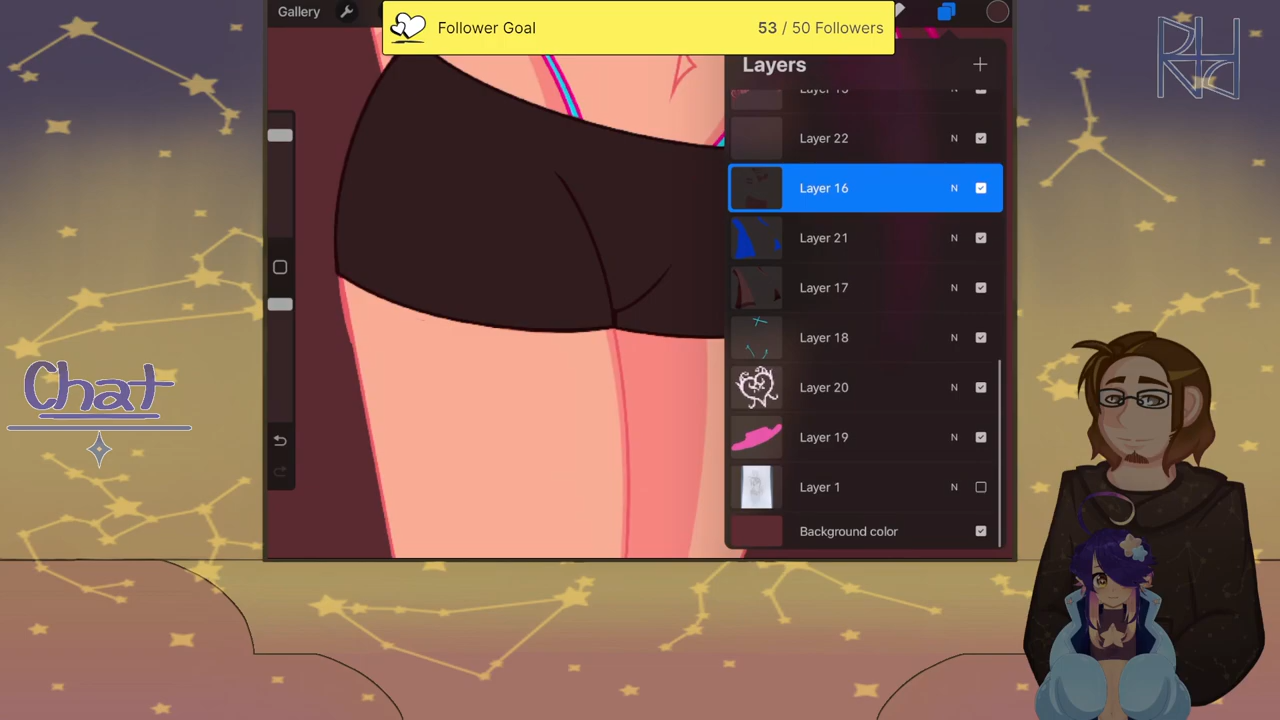 Gallery
Follower Goal 53 / 50 Followers
Layers
Layer 22 N
Layer 16 N
Layer 21 N
Layer 17 N
Layer 18 N
Layer 20 N
Layer 19 N
Layer 1 N
Background color
Chat